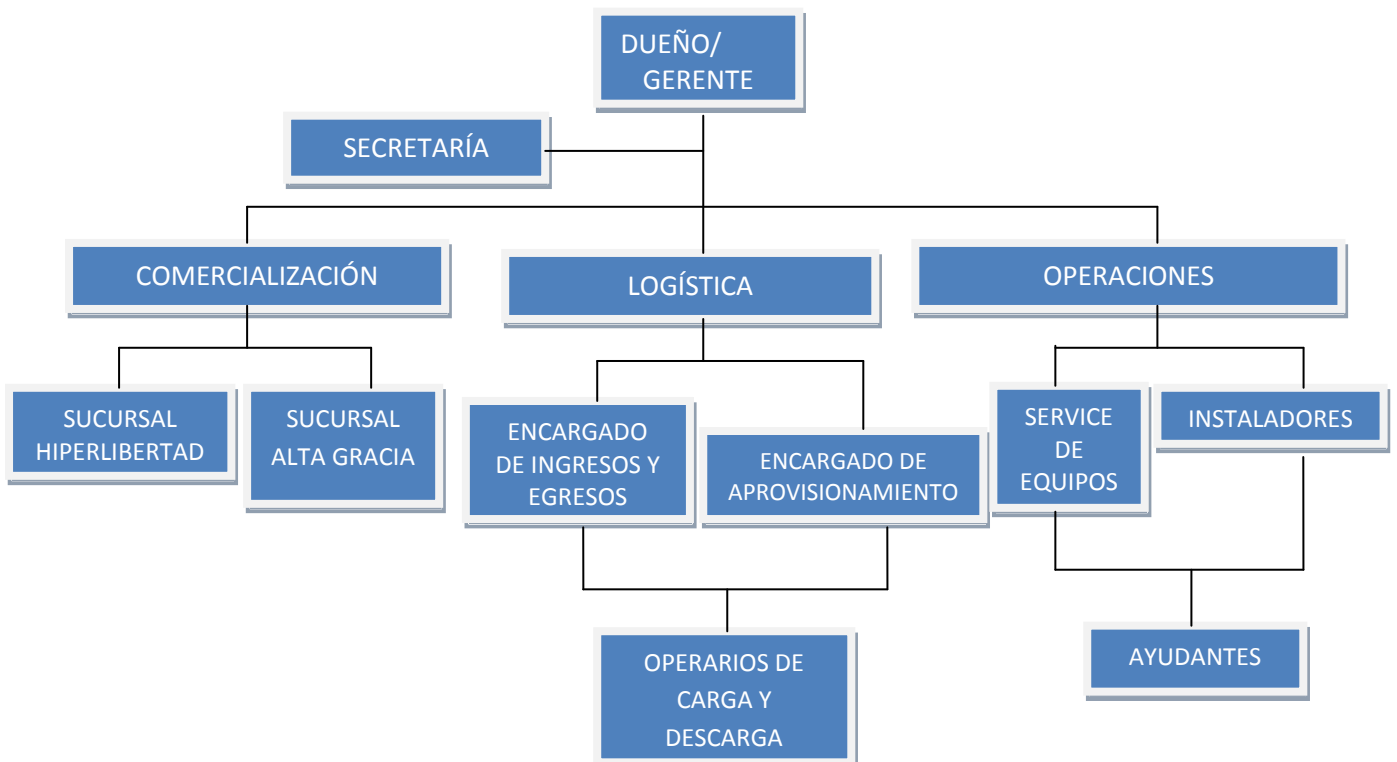 DUEÑO/
GERENTE
SECRETARÍA
COMERCIALIZACIÓN
LOGÍSTICA
OPERACIONES
SUCURSAL
HIPERLIBERTAD
SUCURSAL
ALTA GRACIA
ENCARGADO
DE INGRESOS Y
EGRESOS
ENCARGADO DE
APROVISIONAMIENTO
SERVICE
DE
EQUIPOS
INSTALADORES
OPERARIOS DE
CARGA Y
DESCARGA
AYUDANTES